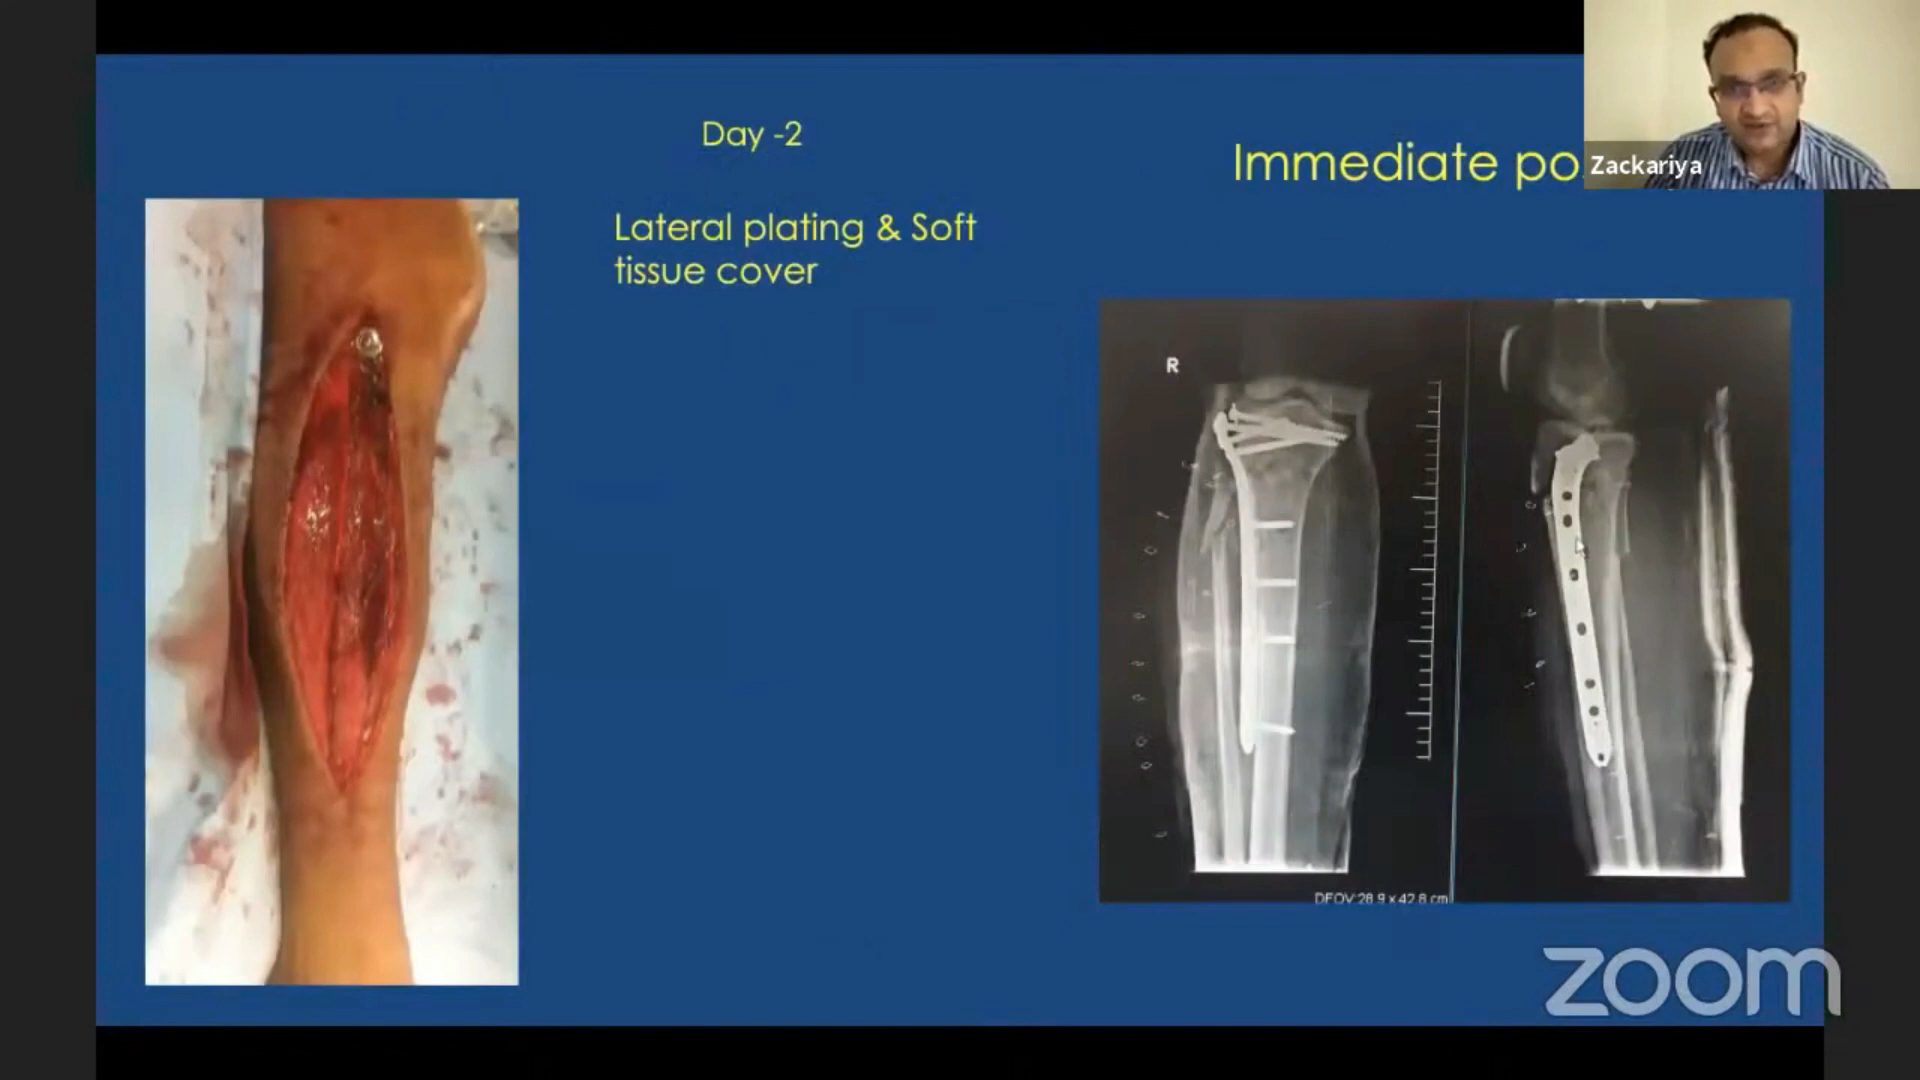 Day -2
Immediate po
Zackariya
Lateral plating & Soft
tissue cover
R
DFOV:28.9 x 42.8 cm
zoom